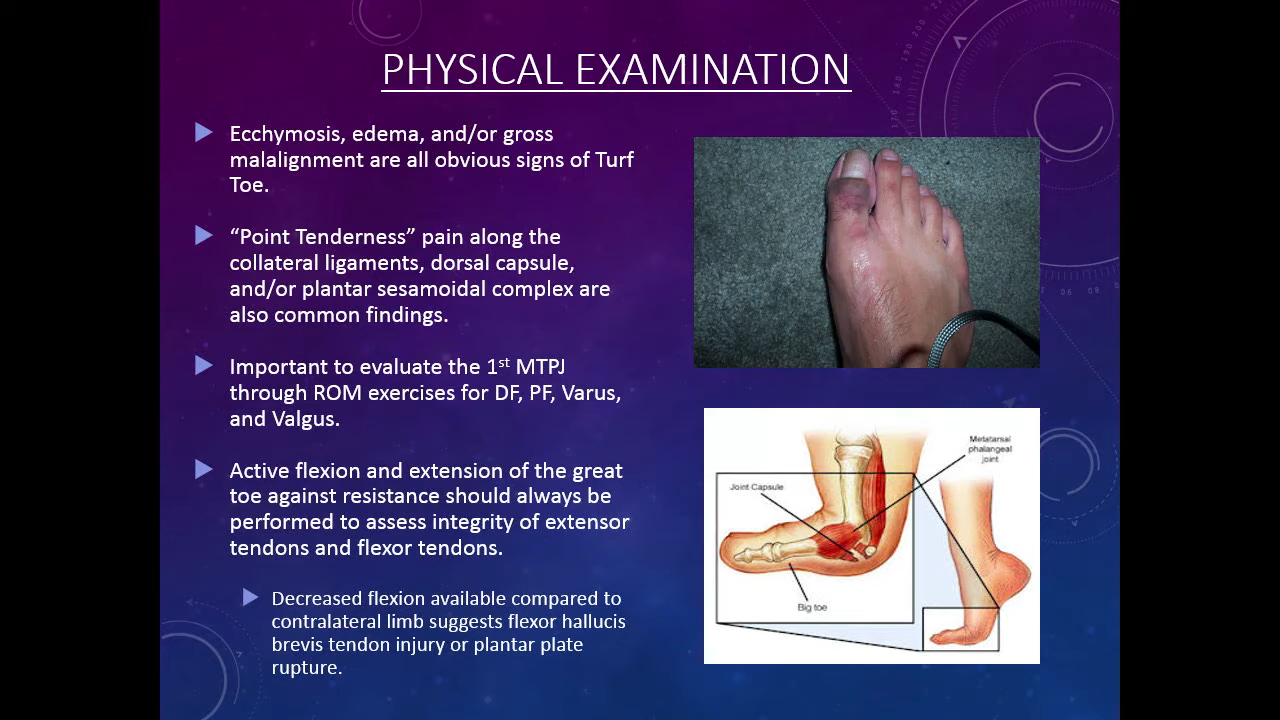 PHYSICAL EXAMINATION
Ecchymosis, edema, and/or gross
malalignment are all obvious signs of Turf
Toe.
“Point Tenderness” pain along the
collateral ligaments, dorsal capsule,
and/or plantar sesamoidal complex are
also common findings.
Important to evaluate the 1st MTPJ
through ROM exercises for DF, PF, Varus,
and Valgus.
Active flexion and extension of the great
toe against resistance should always be
performed to assess integrity of extensor
tendons and flexor tendons.
Decreased flexion available compared to
contralateral limb suggests flexor hallucis
brevis tendon injury or plantar plate
rupture.
Metatarsal
phalangeal
joint
Joint Capsule
Big toe